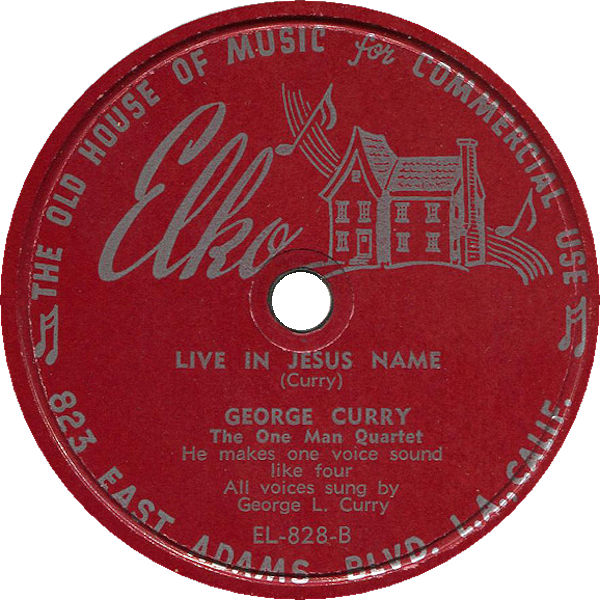 THE OLD HOUSE OF MUSIC for COMMERCIAL USE
Elko
LIVE IN JESUS NAME
(Curry)
GEORGE CURRY
The One Man Quartet
He makes one voice sound
like four
All voices sung by
George L. Curry
EL-828-B
823 EAST ADAMS BLVD. L.A., CALIF.